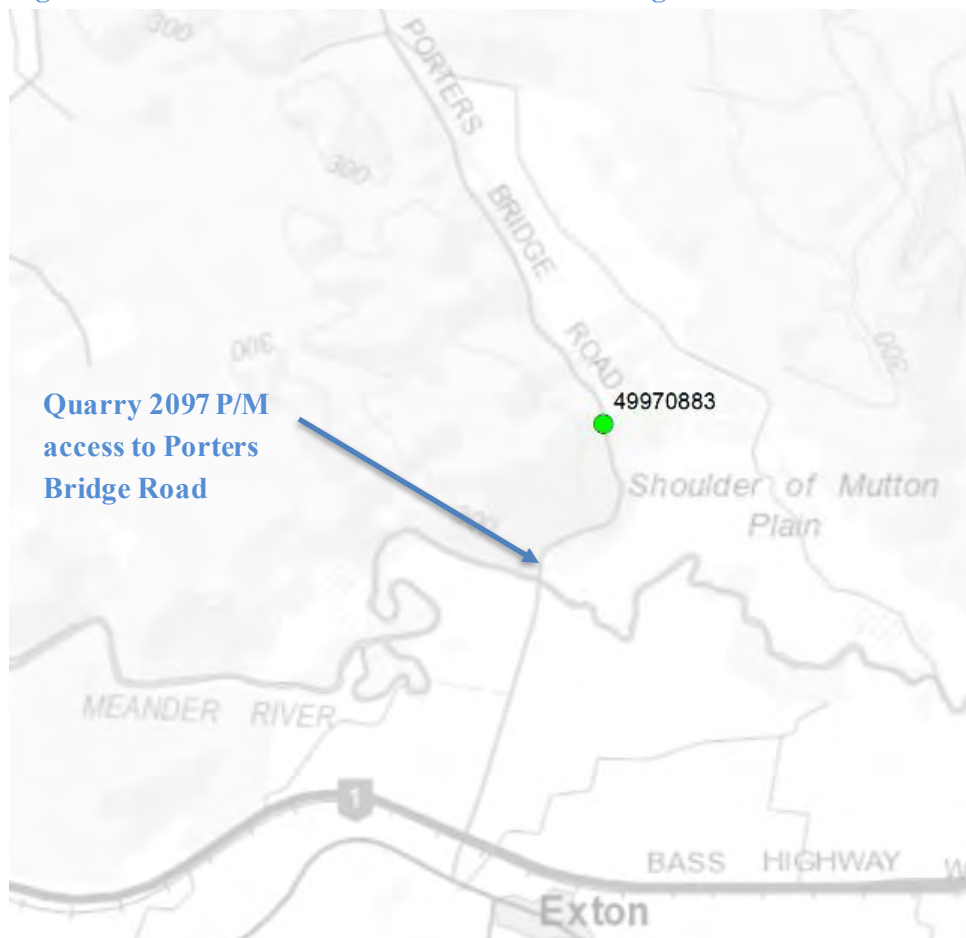 300
PORTERS
300
BRIDGE
300
ROAD
300
49970883
Quarry 2097 P/M
access to Porters
Bridge Road
Shoulder of Mutton
Plain
MEANDER RIVER
1
BASS HIGHWAY
Exton